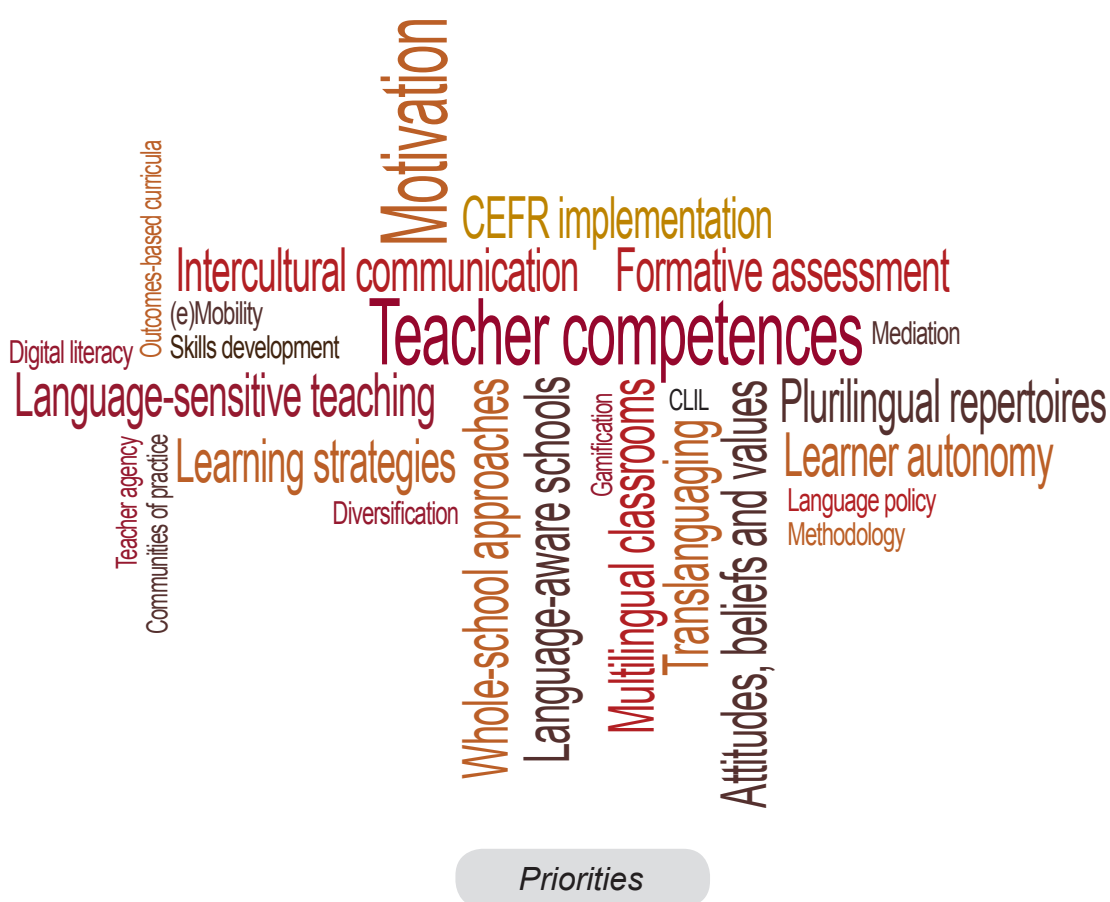 Motivation
CEFR implementation
Outcomes-based curricula
Intercultural communication
Formative assessment
(e)Mobility
Teacher competences
Mediation
Digital literacy
Skills development
Language-sensitive teaching
Whole-school approaches
Language-aware schools
Gamification
Multilingual classrooms
CLIL
Translanguaging
Attitudes, beliefs and values
Plurilingual repertoires
Teacher agency
Communities of practice
Learning strategies
Learner autonomy
Diversification
Language policy
Methodology
Priorities